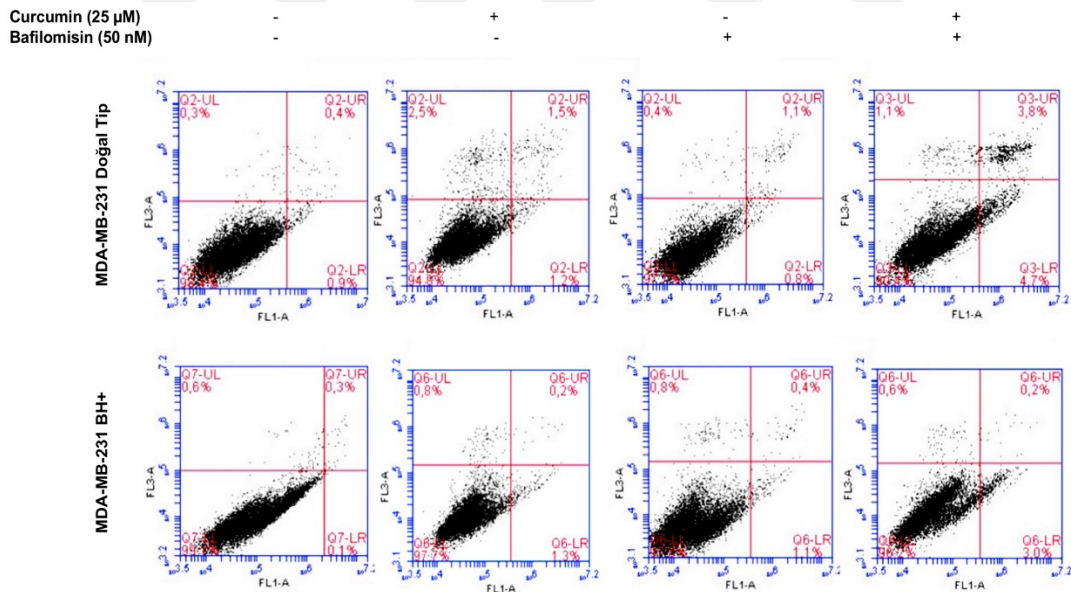 Curcumin (25 µM) - + - +
Bafilomisin (50 nM) - - + +
MDA-MB-231 Doğal Tip
Q2-UL 0,3% Q2-UR 0,4% Q2-LR 0,9%
FL3-A
FL1-A
Q2-UL 2,5% Q2-UR 1,5% 94,8% Q2-LR 1,2%
FL3-A
FL1-A
Q2-UL 0,4% Q2-UR 1,1% Q2-LR 0,8%
FL3-A
FL1-A
Q3-UL 1,1% Q3-UR 3,8% Q3-LR 4,7%
FL3-A
FL1-A
MDA-MB-231 BH+
Q7-UL 0,6% Q7-UR 0,3% Q7-LR 0,1%
FL3-A
FL1-A
Q6-UL 0,8% Q6-UR 0,2% 97,7% Q6-LR 1,3%
FL3-A
FL1-A
Q6-UL 0,8% Q6-UR 0,4% Q6-LR 1,1%
FL3-A
FL1-A
Q6-UL 0,6% Q6-UR 0,2% Q6-LR 3,0%
FL3-A
FL1-A